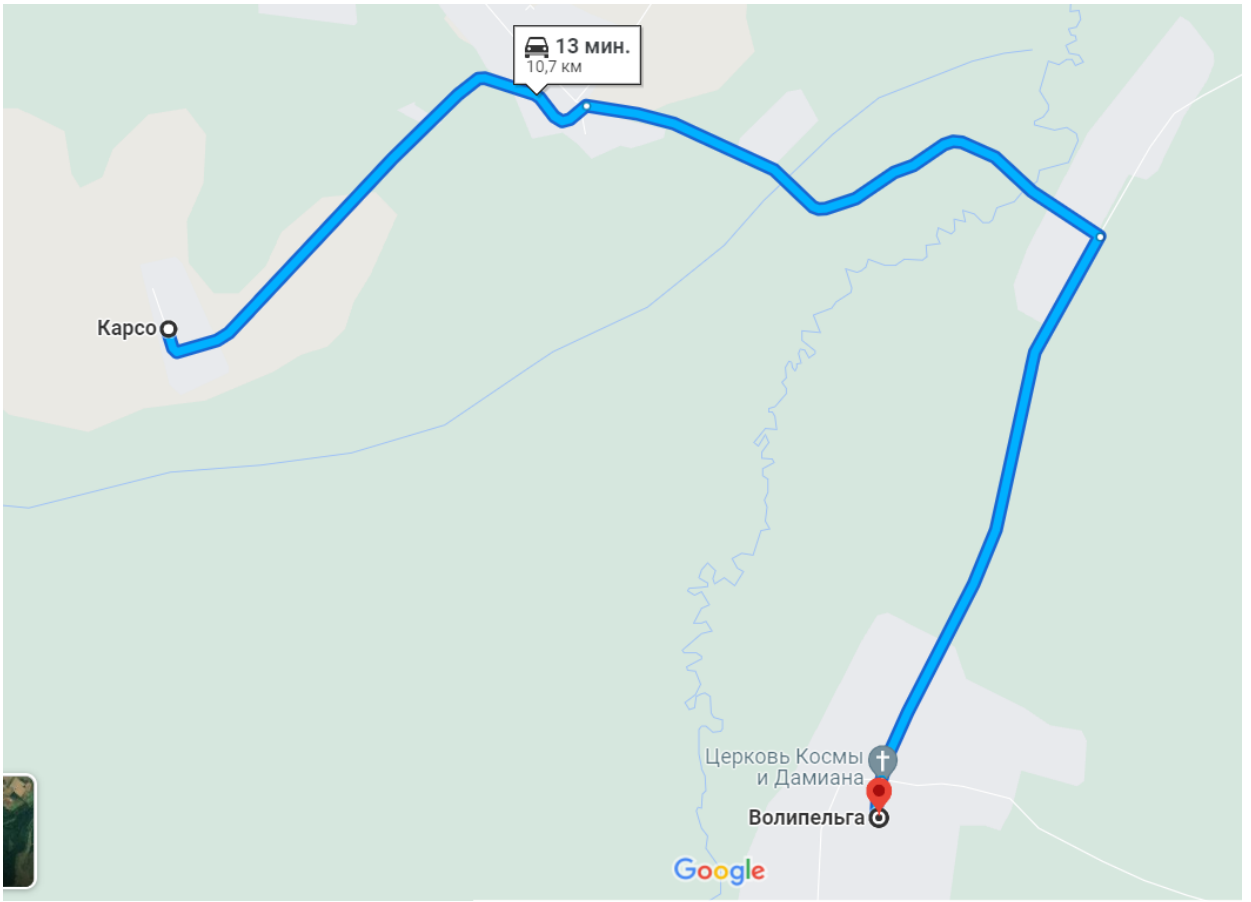 13 мин.
10,7 км
Карсо
Церковь Космы
и Дамиана
Волипельга
Google